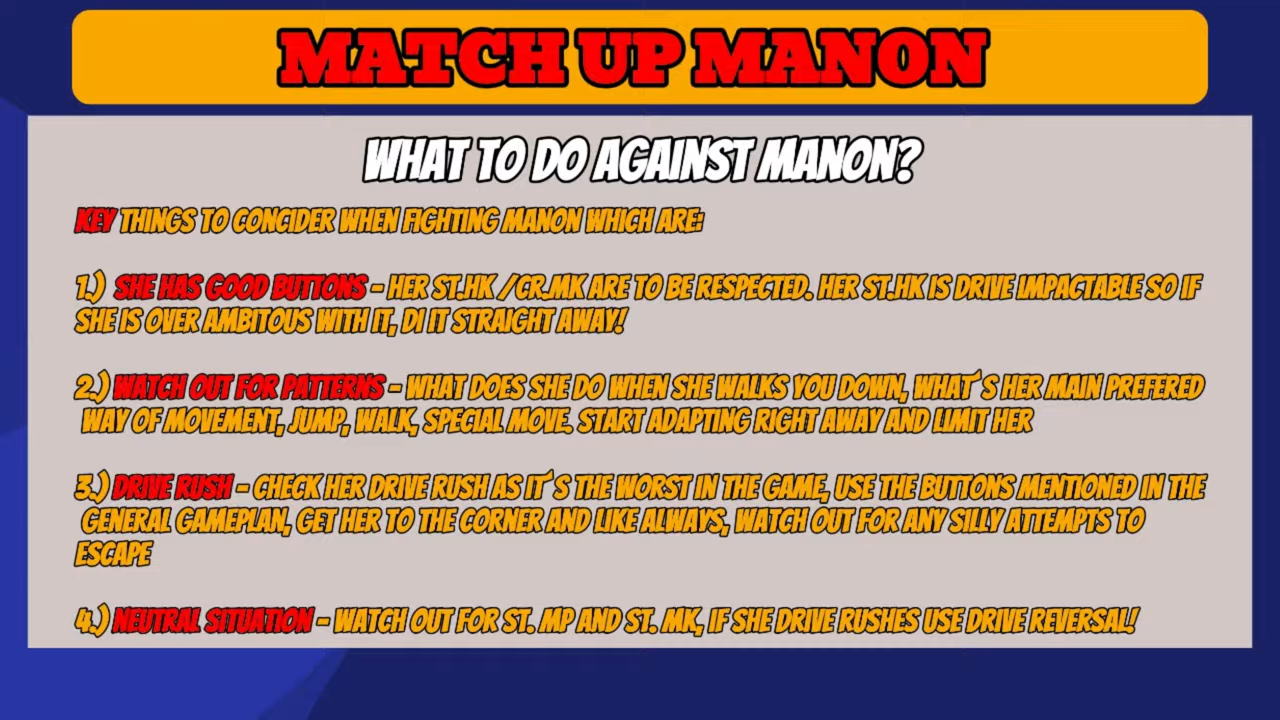 MATCH UP MANON
WHAT TO DO AGAINST MANON?
KEY THINGS TO CONCIDER WHEN FIGHTING MANON WHICH ARE:
1.) SHE HAS GOOD BUTTONS - HER ST.HK /CR.MK ARE TO BE RESPECTED. HER ST.HK IS DRIVE IMPACTABLE SO IF
SHE IS OVER AMBITOUS WITH IT, DI IT STRAIGHT AWAY!
2.) WATCH OUT FOR PATTERNS - WHAT DOES SHE DO WHEN SHE WALKS YOU DOWN, WHAT´S HER MAIN PREFERED
WAY OF MOVEMENT, JUMP, WALK, SPECIAL MOVE. START ADAPTING RIGHT AWAY AND LIMIT HER
3.) DRIVE RUSH - CHECK HER DRIVE RUSH AS IT´S THE WORST IN THE GAME, USE THE BUTTONS MENTIONED IN THE
GENERAL GAMEPLAN, GET HER TO THE CORNER AND LIKE ALWAYS, WATCH OUT FOR ANY SILLY ATTEMPTS TO
ESCAPE
4.) NEUTRAL SITUATION - WATCH OUT FOR ST. MP AND ST. MK, IF SHE DRIVE RUSHES USE DRIVE REVERSAL!